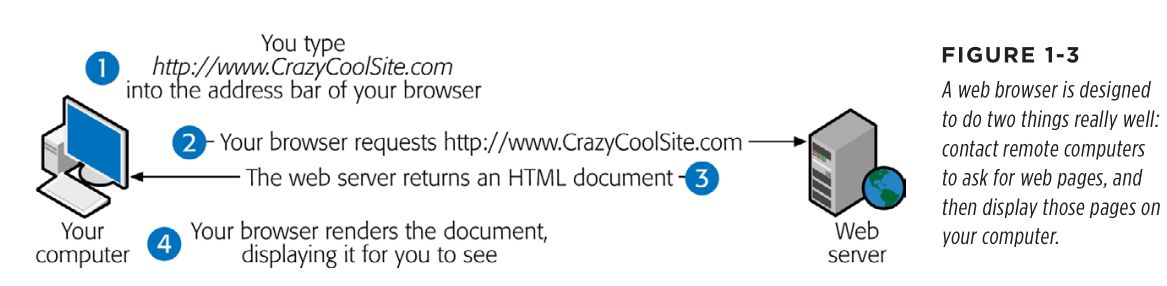 You type
1 http://www.CrazyCoolSite.com
into the address bar of your browser
2 Your browser requests http://www.CrazyCoolSite.com
The web server returns an HTML document 3
Your
computer
4 Your browser renders the document,
displaying it for you to see
Web
server
FIGURE 1-3
A web browser is designed
to do two things really well:
contact remote computers
to ask for web pages, and
then display those pages on
your computer.